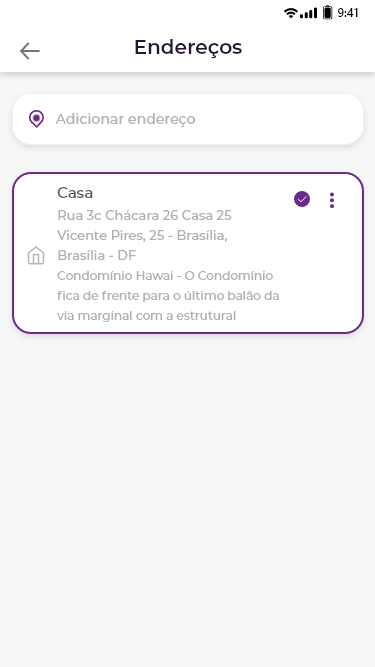 9:41
Endereços
Adicionar endereço
Casa
Rua 3c Chácara 26 Casa 25
Vicente Pires, 25 - Brasília,
Brasília - DF
Condomínio Hawai - O Condomínio
fica de frente para o último balão da
via marginal com a estrutural